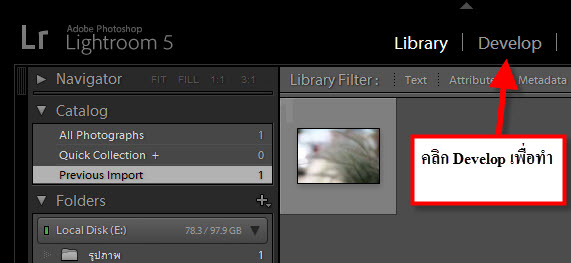 Lr
Adobe Photoshop
Lightroom 5
Library | Develop |
Navigator FIT FILL 1:1 3:1
Library Filter : Text Attribute Metadata
Catalog
All Photographs 1
Quick Collection + 0
Previous Import 1
คลิก Develop เพื่อทำ
Folders +
Local Disk (E:) 78.3 / 97.9 GB
รูปภาพ 1